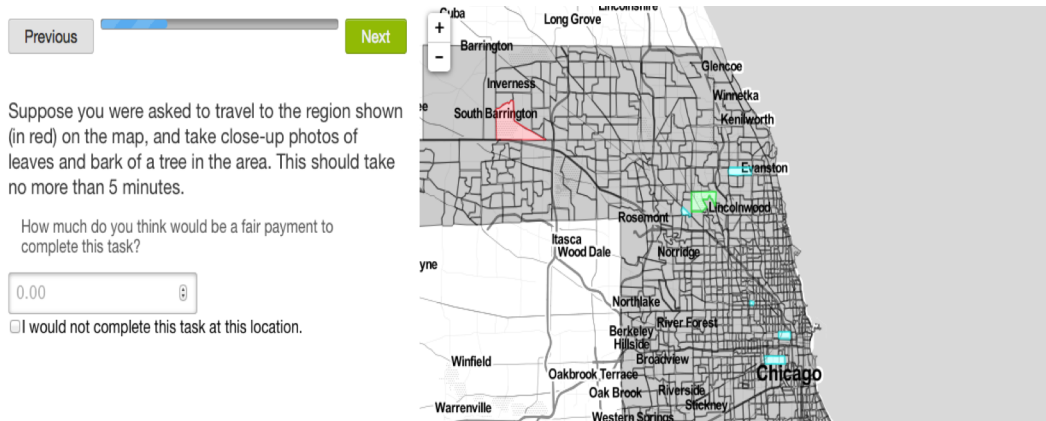 Previous
Next
Suppose you were asked to travel to the region shown
(in red) on the map, and take close-up photos of
leaves and bark of a tree in the area. This should take
no more than 5 minutes.
How much do you think would be a fair payment to
complete this task?
0.00
I would not complete this task at this location.
+
-
Long Grove
Barrington
Glencoe
Inverness
Winnetka
South Barrington
Kenilworth
Evanston
Lincolnwood
Rosemont
Itasca
Wood Dale
Norridge
Northlake
River Forest
Berkeley
Hillside
Broadview
Winfield
Oakbrook Terrace
Chicago
Oak Brook
Riverside
Stickney
Warrenville
Western Springs